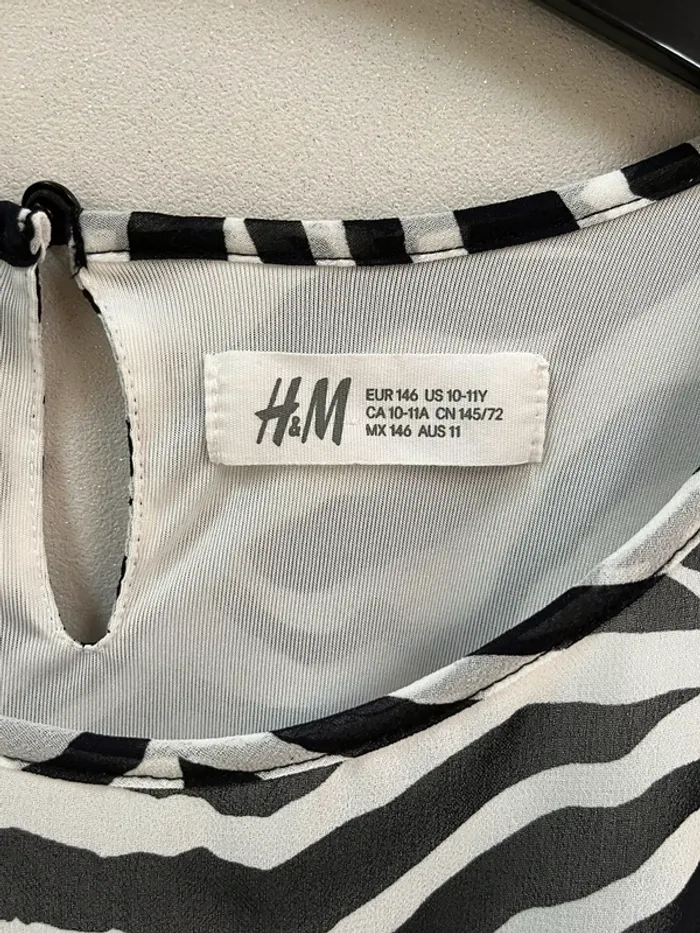 H&M
EUR 146 US 10-11Y
CA 10-11A CN 145/72
MX 146 AUS 11